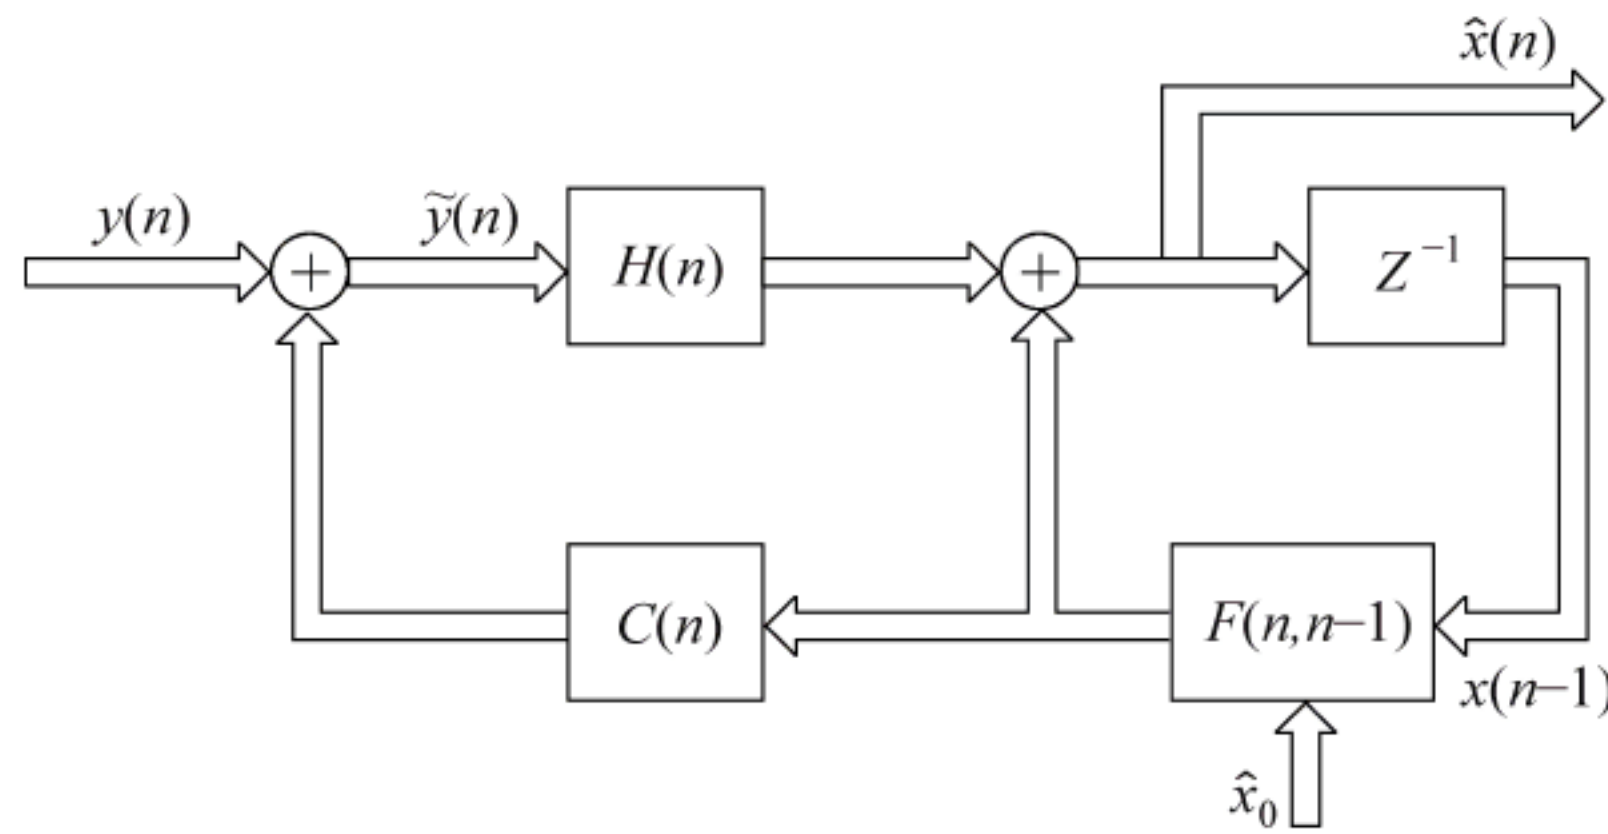 x̂(n)
y(n)
+
ỹ(n)
H(n)
+
Z⁻¹
C(n)
F(n,n−1)
x(n−1)
x̂₀